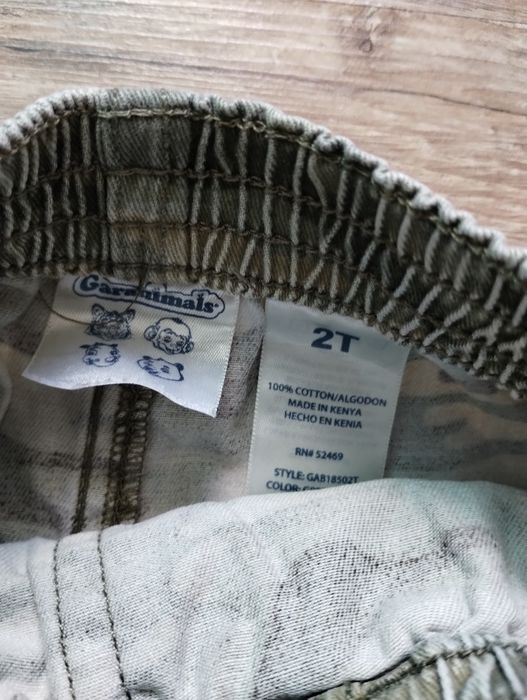 Garanimals
2T
100% COTTON/ALGODON
MADE IN KENYA
HECHO EN KENIA
RN# 52469
STYLE: GAB18502T
COLOR: